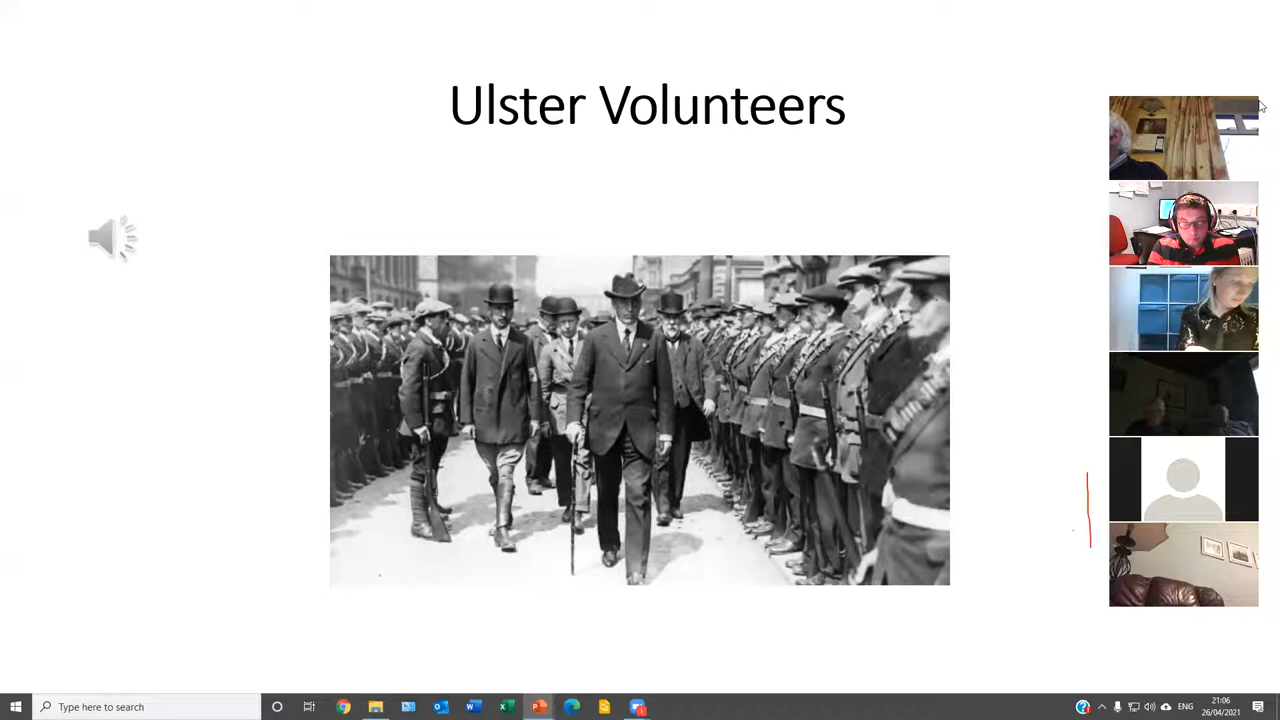 Ulster Volunteers
Type here to search
ENG
21:06
26/04/2021